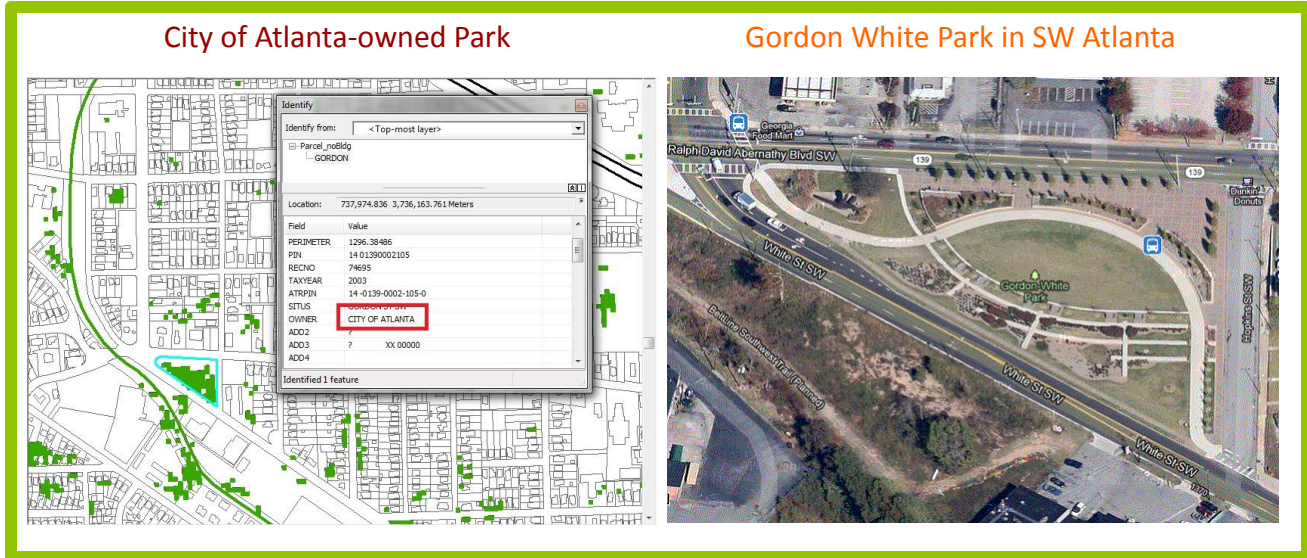 City of Atlanta-owned Park
Gordon White Park in SW Atlanta
Identify
Identify from:
<Top-most layer>
Parcel_noBldg
GORDON
Location: 737,974.836 3,736,163.761 Meters
Field Value
PERIMETER 1296.38486
PIN 14 01390002105
RECNO 74695
TAXYEAR 2003
ATRPIN 14 -0139-0002-105-0
SITUS GORDON ST SW
OWNER CITY OF ATLANTA
ADD2 ?
ADD3 ? XX 00000
ADD4
Identified 1 feature
Georgia
Food Mart
Ralph David Abernathy Blvd SW
139
139
Dunkin'
Donuts
White St SW
Gordon-White
Park
Hopkins St SW
Beltline Southwest Trail (Planned)
White St SW
White St SW
1370